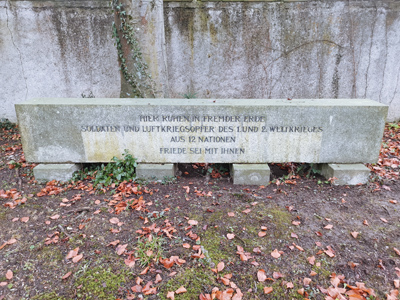 HIER RUHEN IN FREMDER ERDE
SOLDATEN UND LUFTKRIEGSOPFER DES 1. UND 2. WELTKRIEGES
AUS 12 NATIONEN
FRIEDE SEI MIT IHNEN